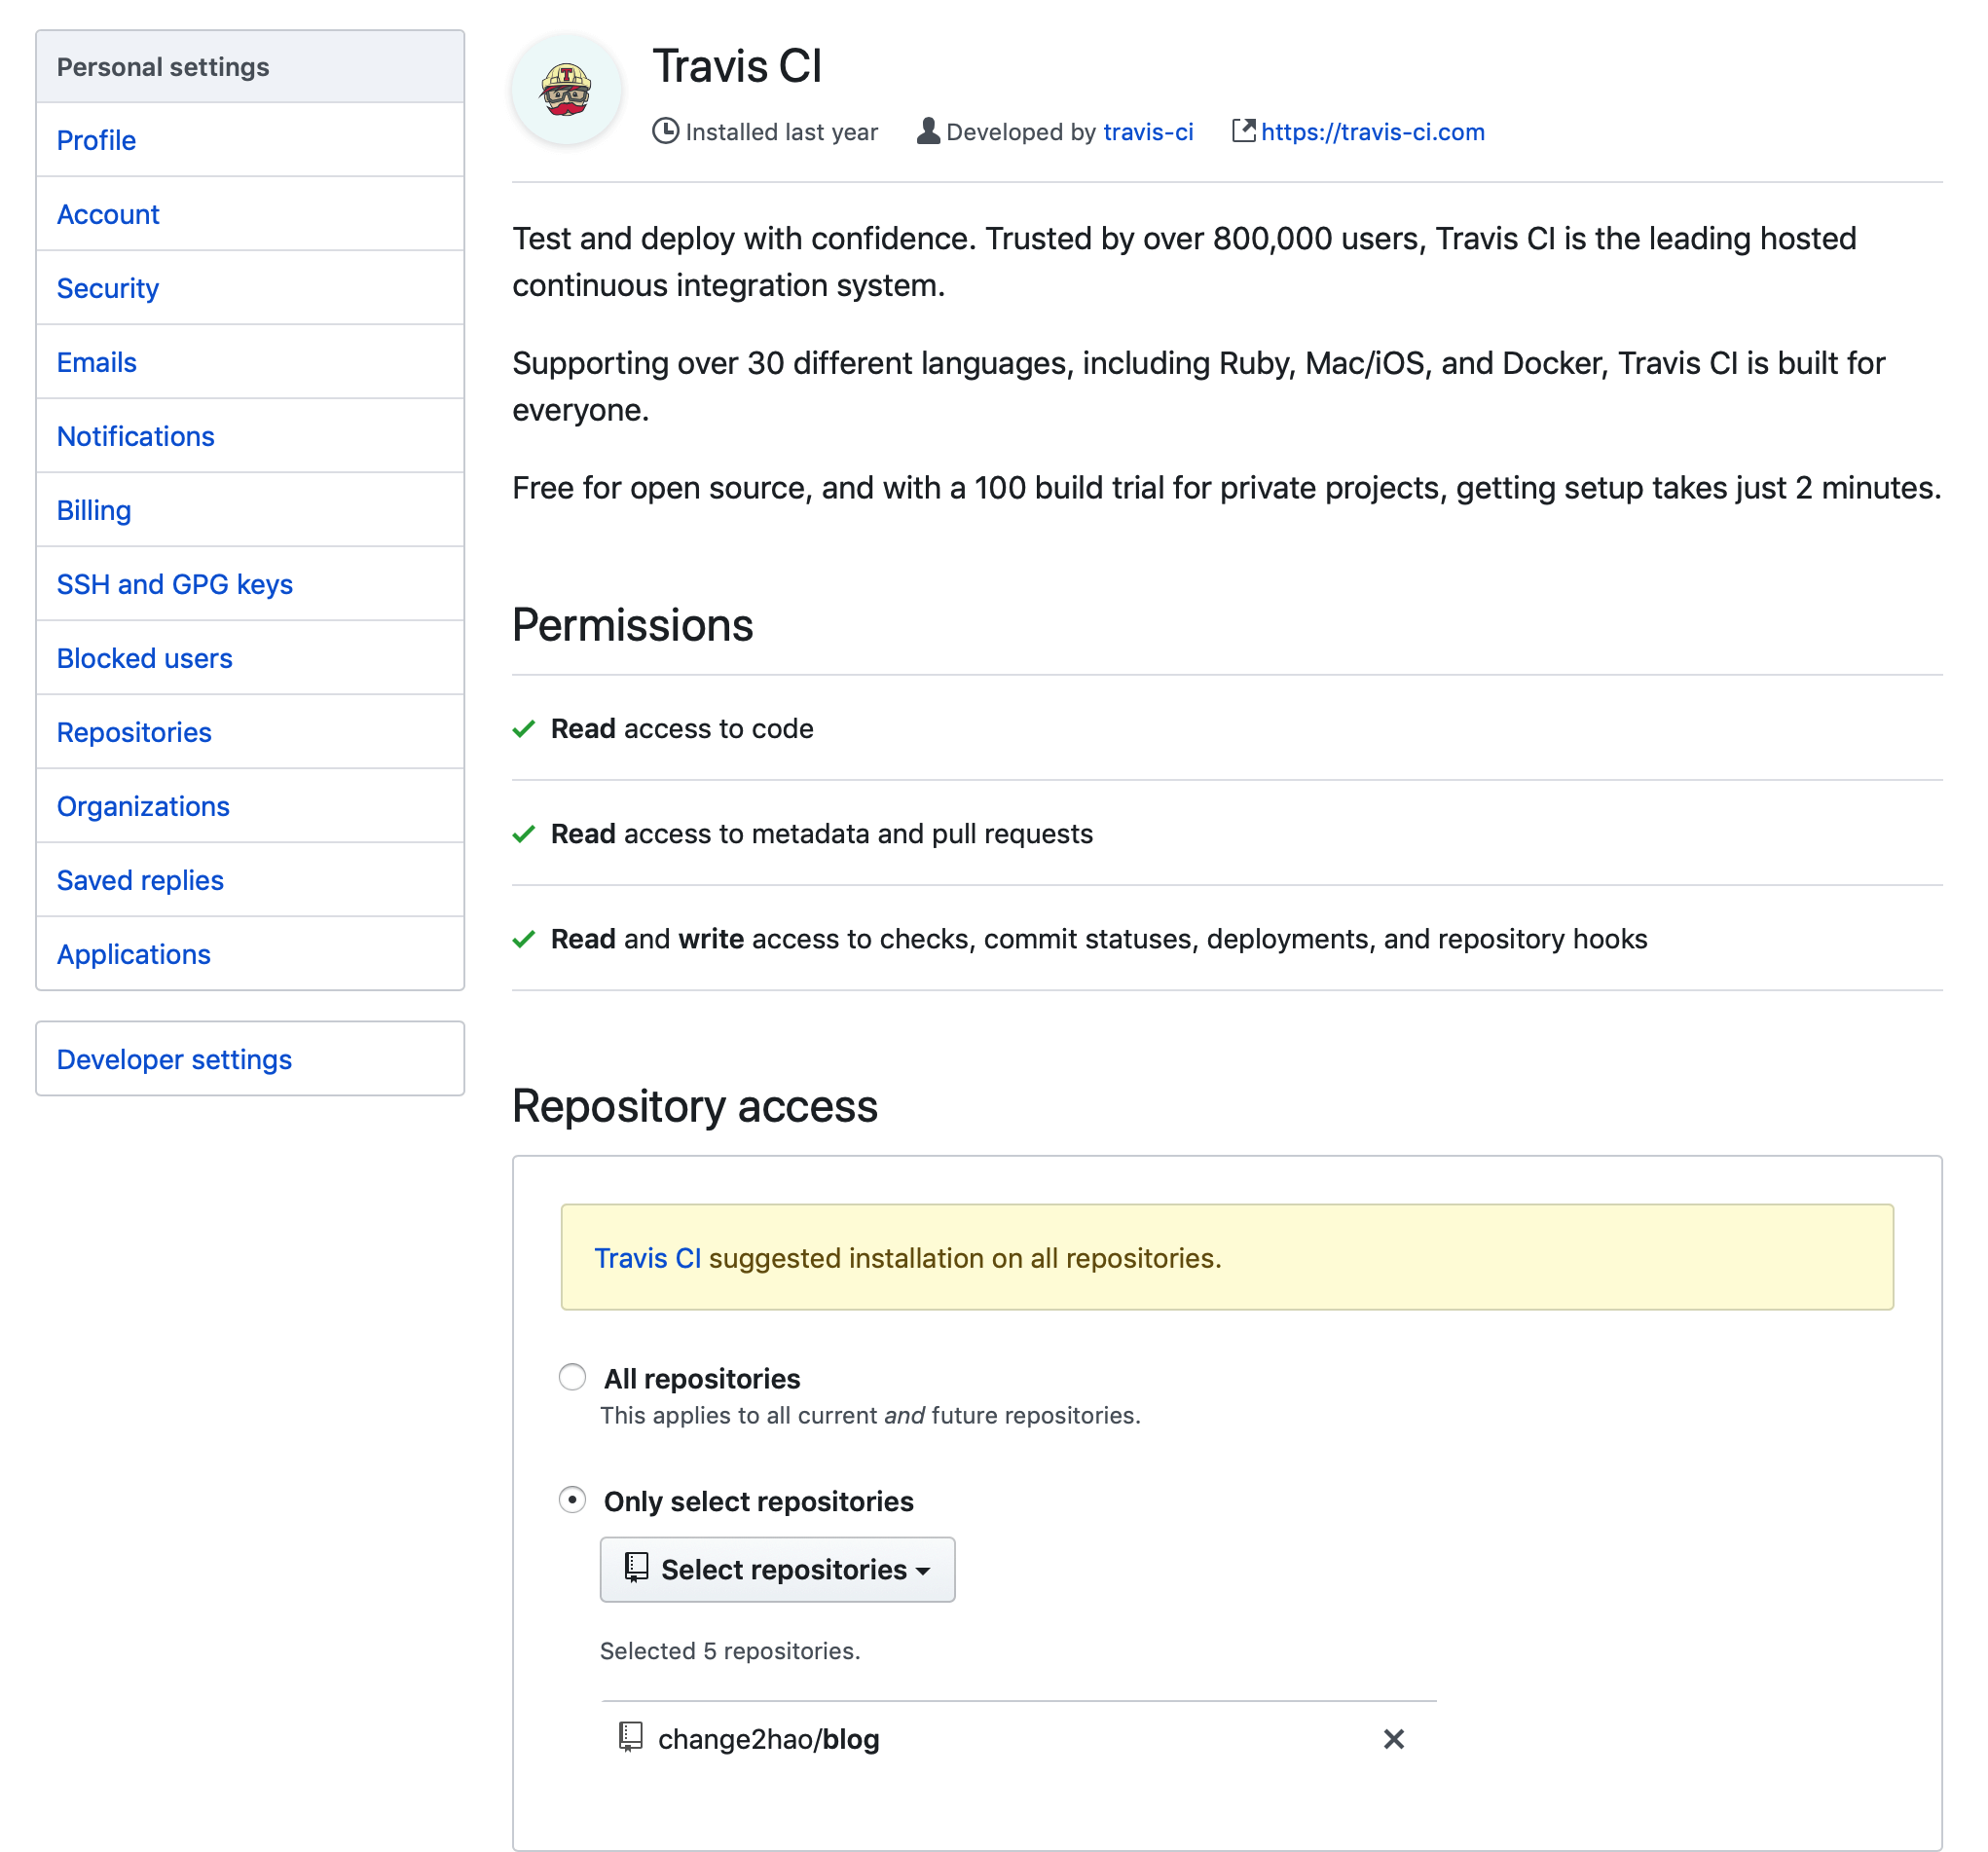 Personal settings
Profile
Account
Security
Emails
Notifications
Billing
SSH and GPG keys
Blocked users
Repositories
Organizations
Saved replies
Applications
Developer settings
T
Travis CI
Installed last year Developed by travis-ci https://travis-ci.com
Test and deploy with confidence. Trusted by over 800,000 users, Travis CI is the leading hosted
continuous integration system.
Supporting over 30 different languages, including Ruby, Mac/iOS, and Docker, Travis CI is built for
everyone.
Free for open source, and with a 100 build trial for private projects, getting setup takes just 2 minutes.
Permissions
Read access to code
Read access to metadata and pull requests
Read and write access to checks, commit statuses, deployments, and repository hooks
Repository access
Travis CI suggested installation on all repositories.
All repositories
This applies to all current and future repositories.
Only select repositories
Select repositories
Selected 5 repositories.
change2hao/blog